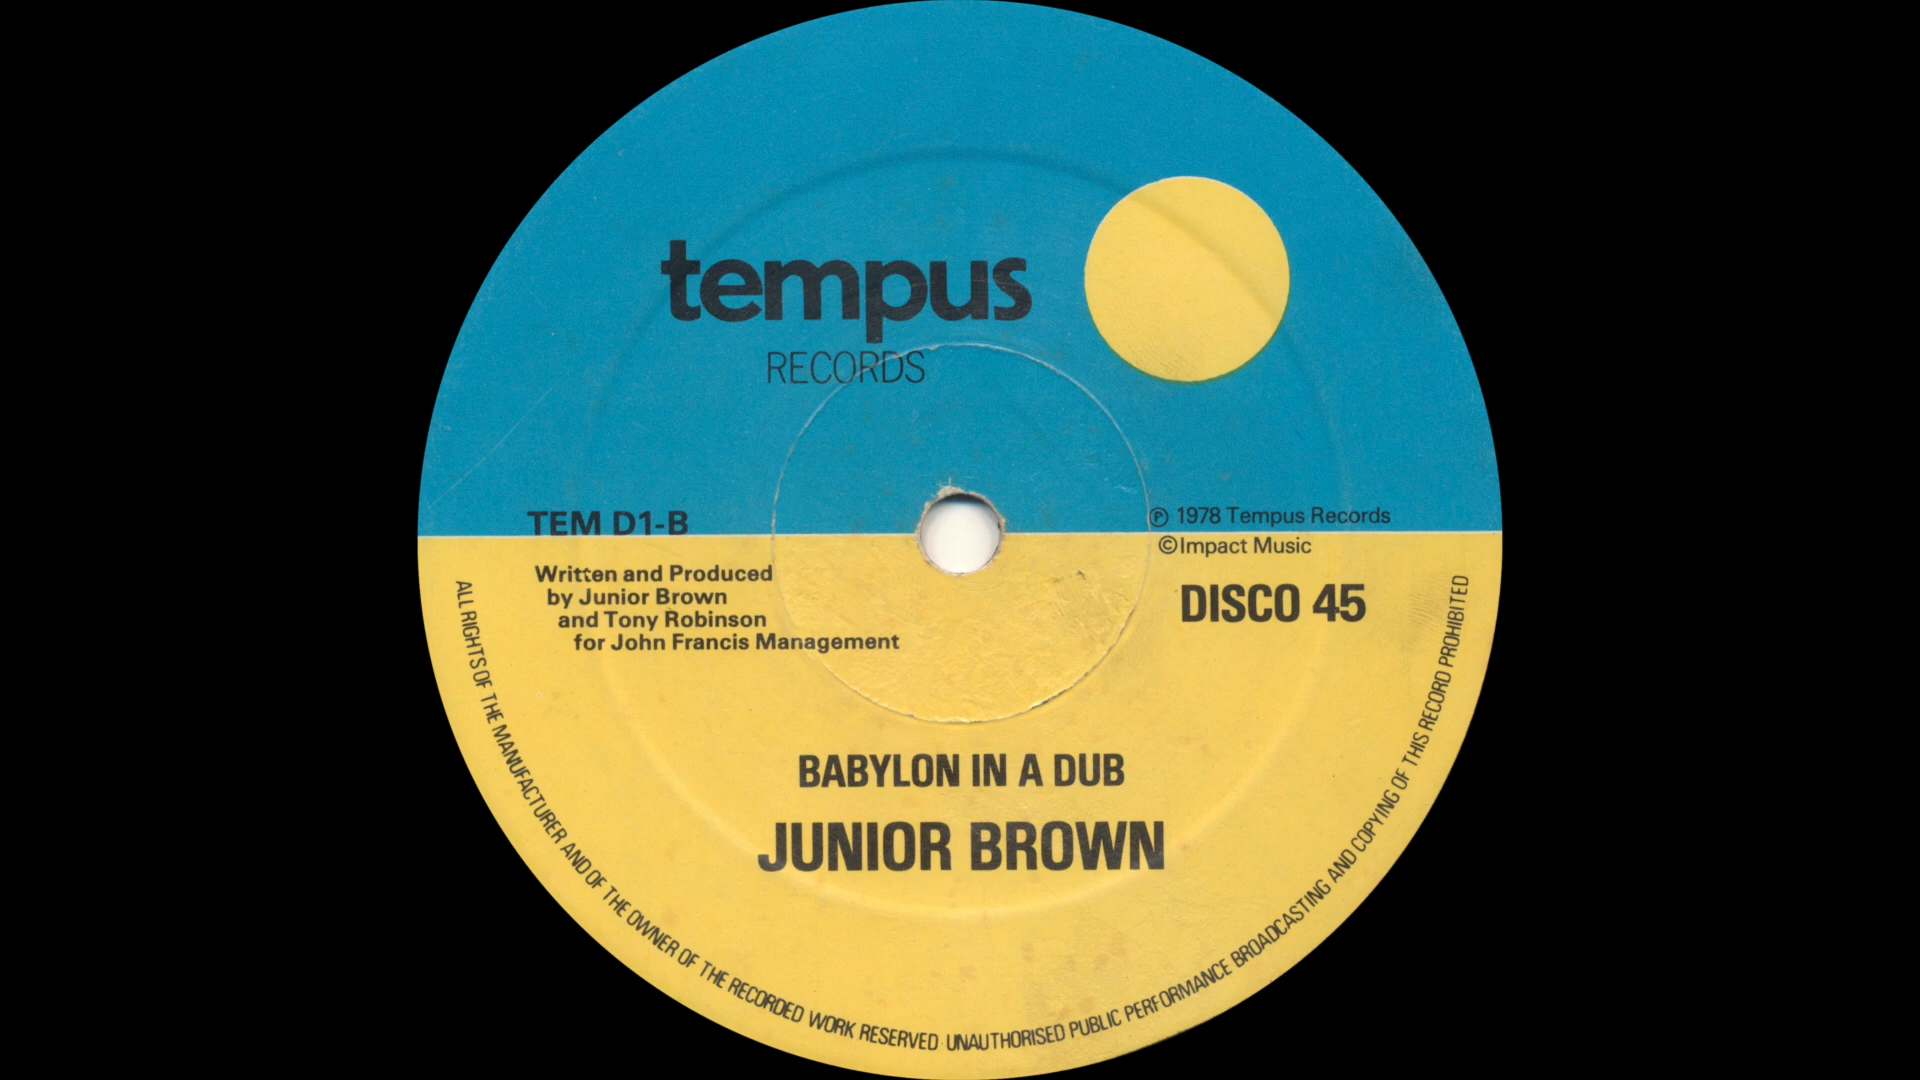 tempus
RECORDS
TEM D1-B
℗ 1978 Tempus Records
©Impact Music
Written and Produced
by Junior Brown
and Tony Robinson
for John Francis Management
DISCO 45
BABYLON IN A DUB
JUNIOR BROWN
ALL RIGHTS OF THE MANUFACTURER AND OF THE OWNER OF THE RECORDED WORK RESERVED UNAUTHORISED PUBLIC PERFORMANCE BROADCASTING AND COPYING OF THIS RECORD PROHIBITED